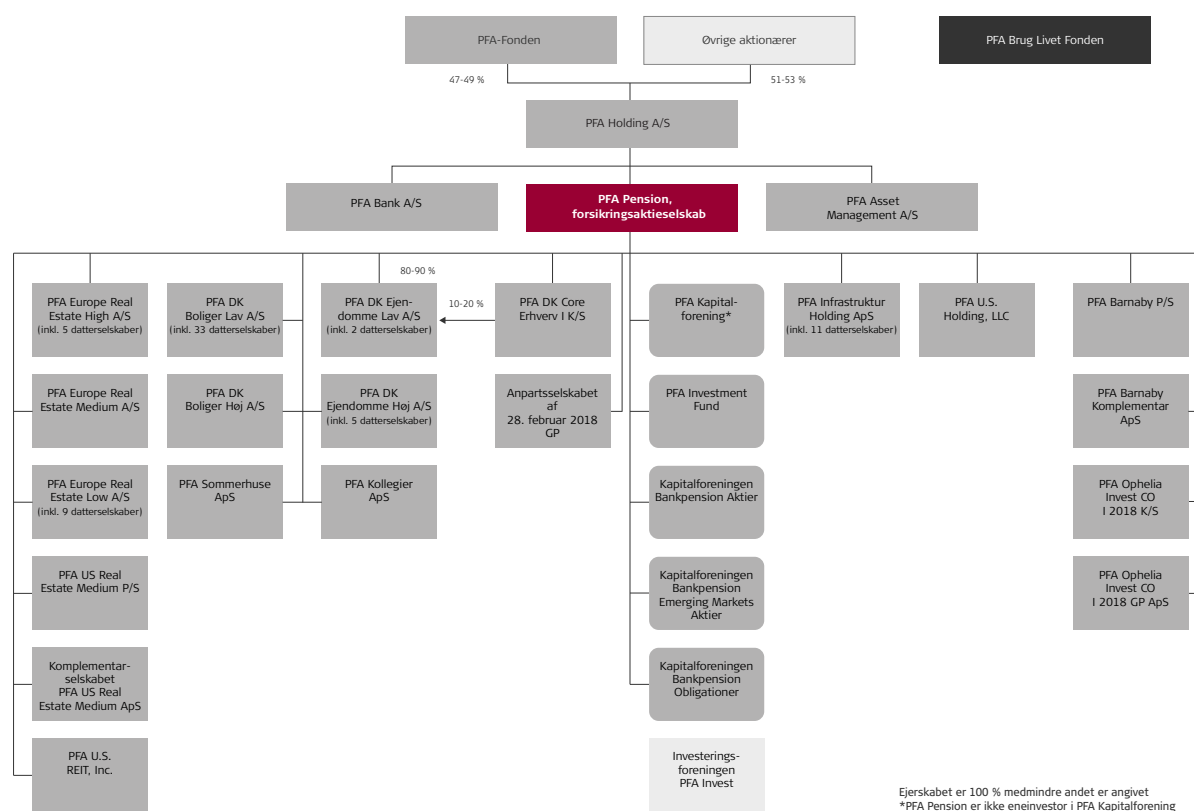 PFA-Fonden
Øvrige aktionærer
PFA Brug Livet Fonden
47-49 %
51-53 %
PFA Holding A/S
PFA Bank A/S
PFA Pension,
forsikringsaktieselskab
PFA Asset
Management A/S
80-90 %
10-20 %
PFA Europe Real
Estate High A/S
(inkl. 5 datterselskaber)
PFA DK
Boliger Lav A/S
(inkl. 33 datterselskaber)
PFA DK Ejen-
domme Lav A/S
(inkl. 2 datterselskaber)
PFA DK Core
Erhverv I K/S
PFA Kapital-
forening*
PFA Infrastruktur
Holding ApS
(inkl. 11 datterselskaber)
PFA U.S.
Holding, LLC
PFA Barnaby P/S
PFA Europe Real
Estate Medium A/S
PFA DK
Boliger Høj A/S
PFA DK
Ejendomme Høj A/S
(inkl. 5 datterselskaber)
Anpartsselskabet
af
28. februar 2018
GP
PFA Investment
Fund
PFA Barnaby
Komplementar
ApS
PFA Europe Real
Estate Low A/S
(inkl. 9 datterselskaber)
PFA Sommerhuse
ApS
PFA Kollegier
ApS
Kapitalforeningen
Bankpension Aktier
PFA Ophelia
Invest CO
I 2018 K/S
PFA US Real
Estate Medium P/S
Kapitalforeningen
Bankpension
Emerging Markets
Aktier
PFA Ophelia
Invest CO
I 2018 GP ApS
Komplementar-
selskabet
PFA US Real
Estate Medium ApS
Kapitalforeningen
Bankpension
Obligationer
PFA U.S.
REIT, Inc.
Investerings-
foreningen
PFA Invest
Ejerskabet er 100 % medmindre andet er angivet
*PFA Pension er ikke eneinvestor i PFA Kapitalforening